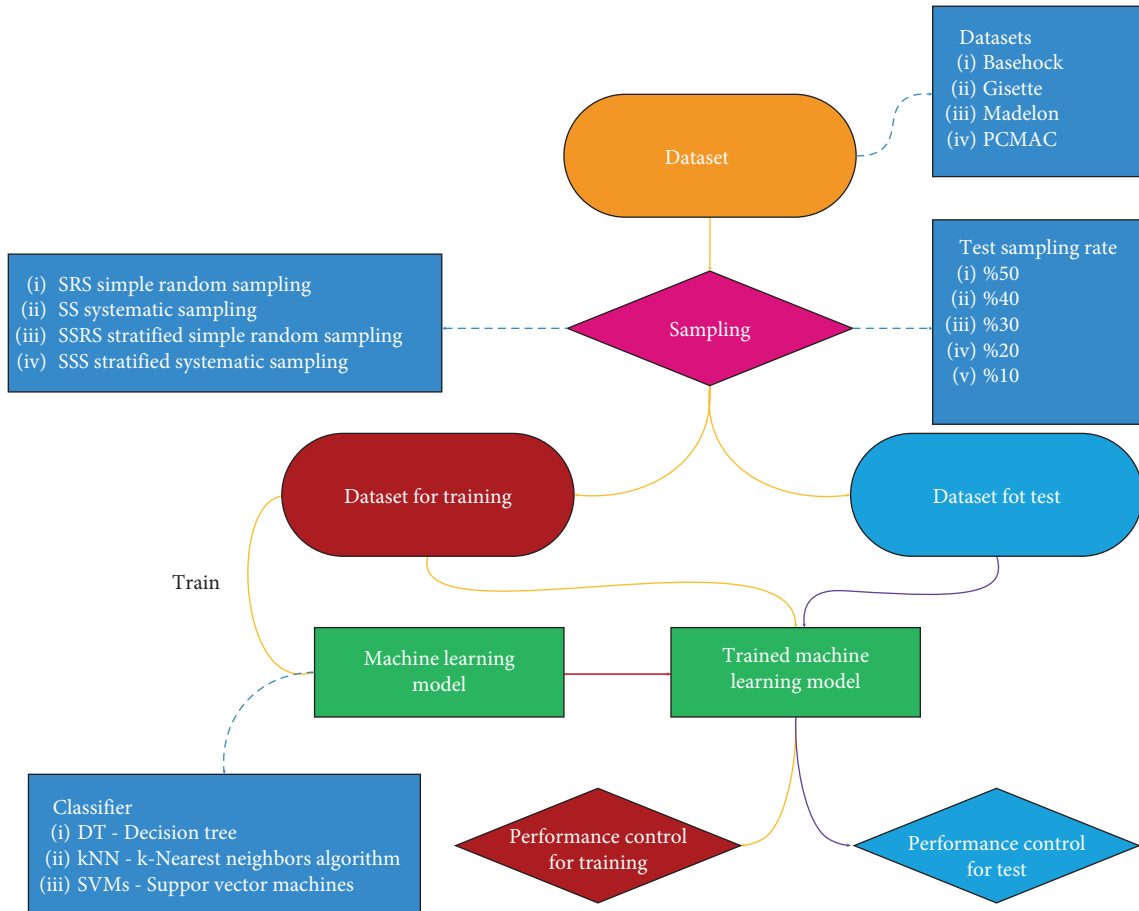 Datasets
(i) Basehock
(ii) Gisette
(iii) Madelon
(iv) PCMAC
Dataset
Test sampling rate
(i) %50
(ii) %40
(iii) %30
(iv) %20
(v) %10
(i) SRS simple random sampling
(ii) SS systematic sampling
(iii) SSRS stratified simple random sampling
(iv) SSS stratified systematic sampling
Sampling
Dataset for training
Dataset fot test
Train
Machine learning
model
Trained machine
learning model
Classifier
(i) DT - Decision tree
(ii) kNN - k-Nearest neighbors algorithm
(iii) SVMs - Suppor vector machines
Performance control
for training
Performance control
for test